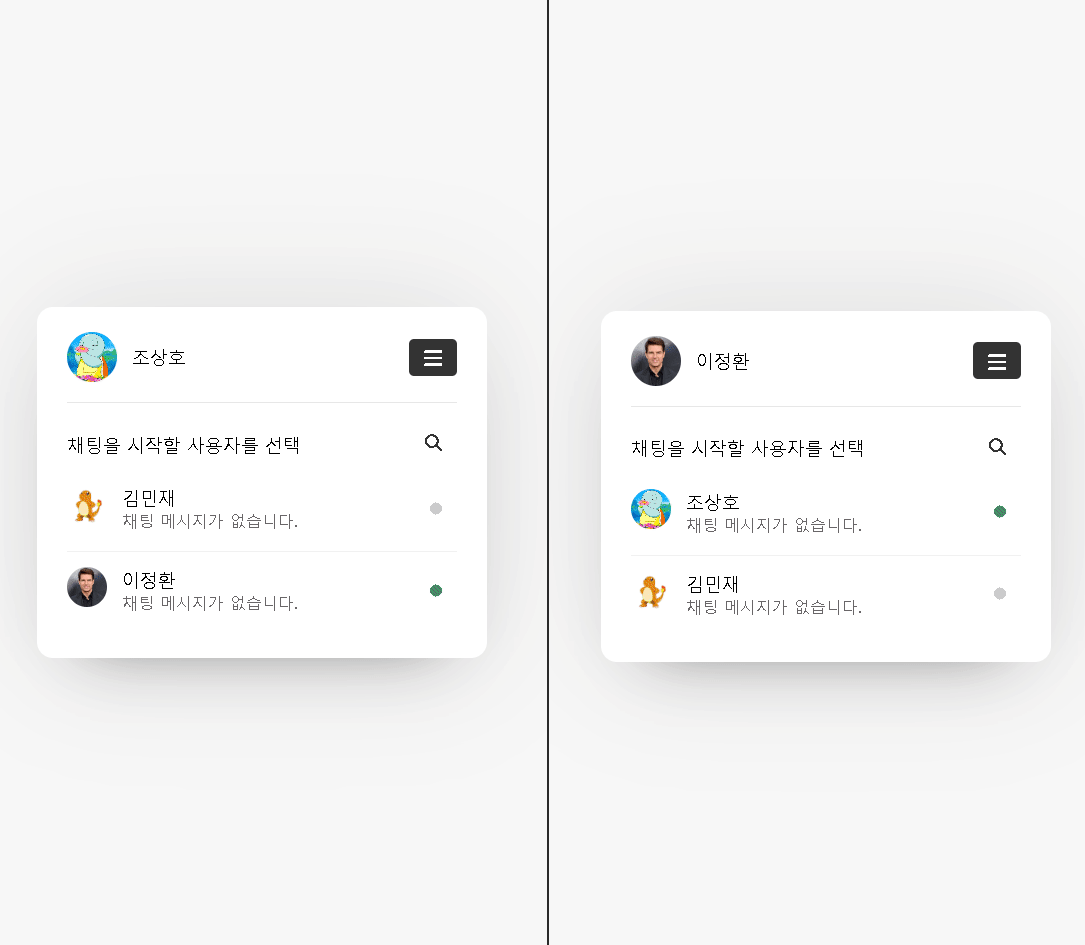 조상호
채팅을 시작할 사용자를 선택
김민재
채팅 메시지가 없습니다.
이정환
채팅 메시지가 없습니다.
이정환
채팅을 시작할 사용자를 선택
조상호
채팅 메시지가 없습니다.
김민재
채팅 메시지가 없습니다.